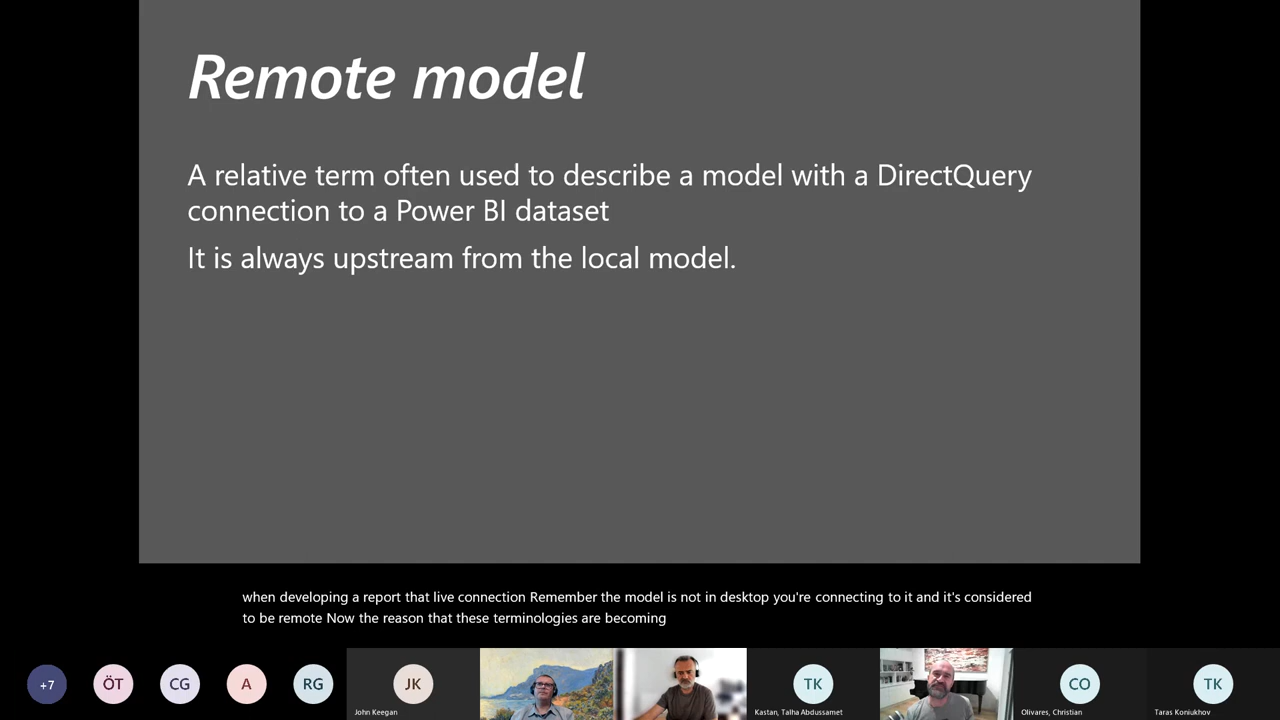 Remote model
A relative term often used to describe a model with a DirectQuery
connection to a Power BI dataset
It is always upstream from the local model.
when developing a report that live connection Remember the model is not in desktop you're connecting to it and it's considered
to be remote Now the reason that these terminologies are becoming
+7
ÖT
CG
A
RG
JK
TK
CO
TK
John Keegan
Kastan, Talha Abdussamet
Olivares, Christian
Taras Koniukhov